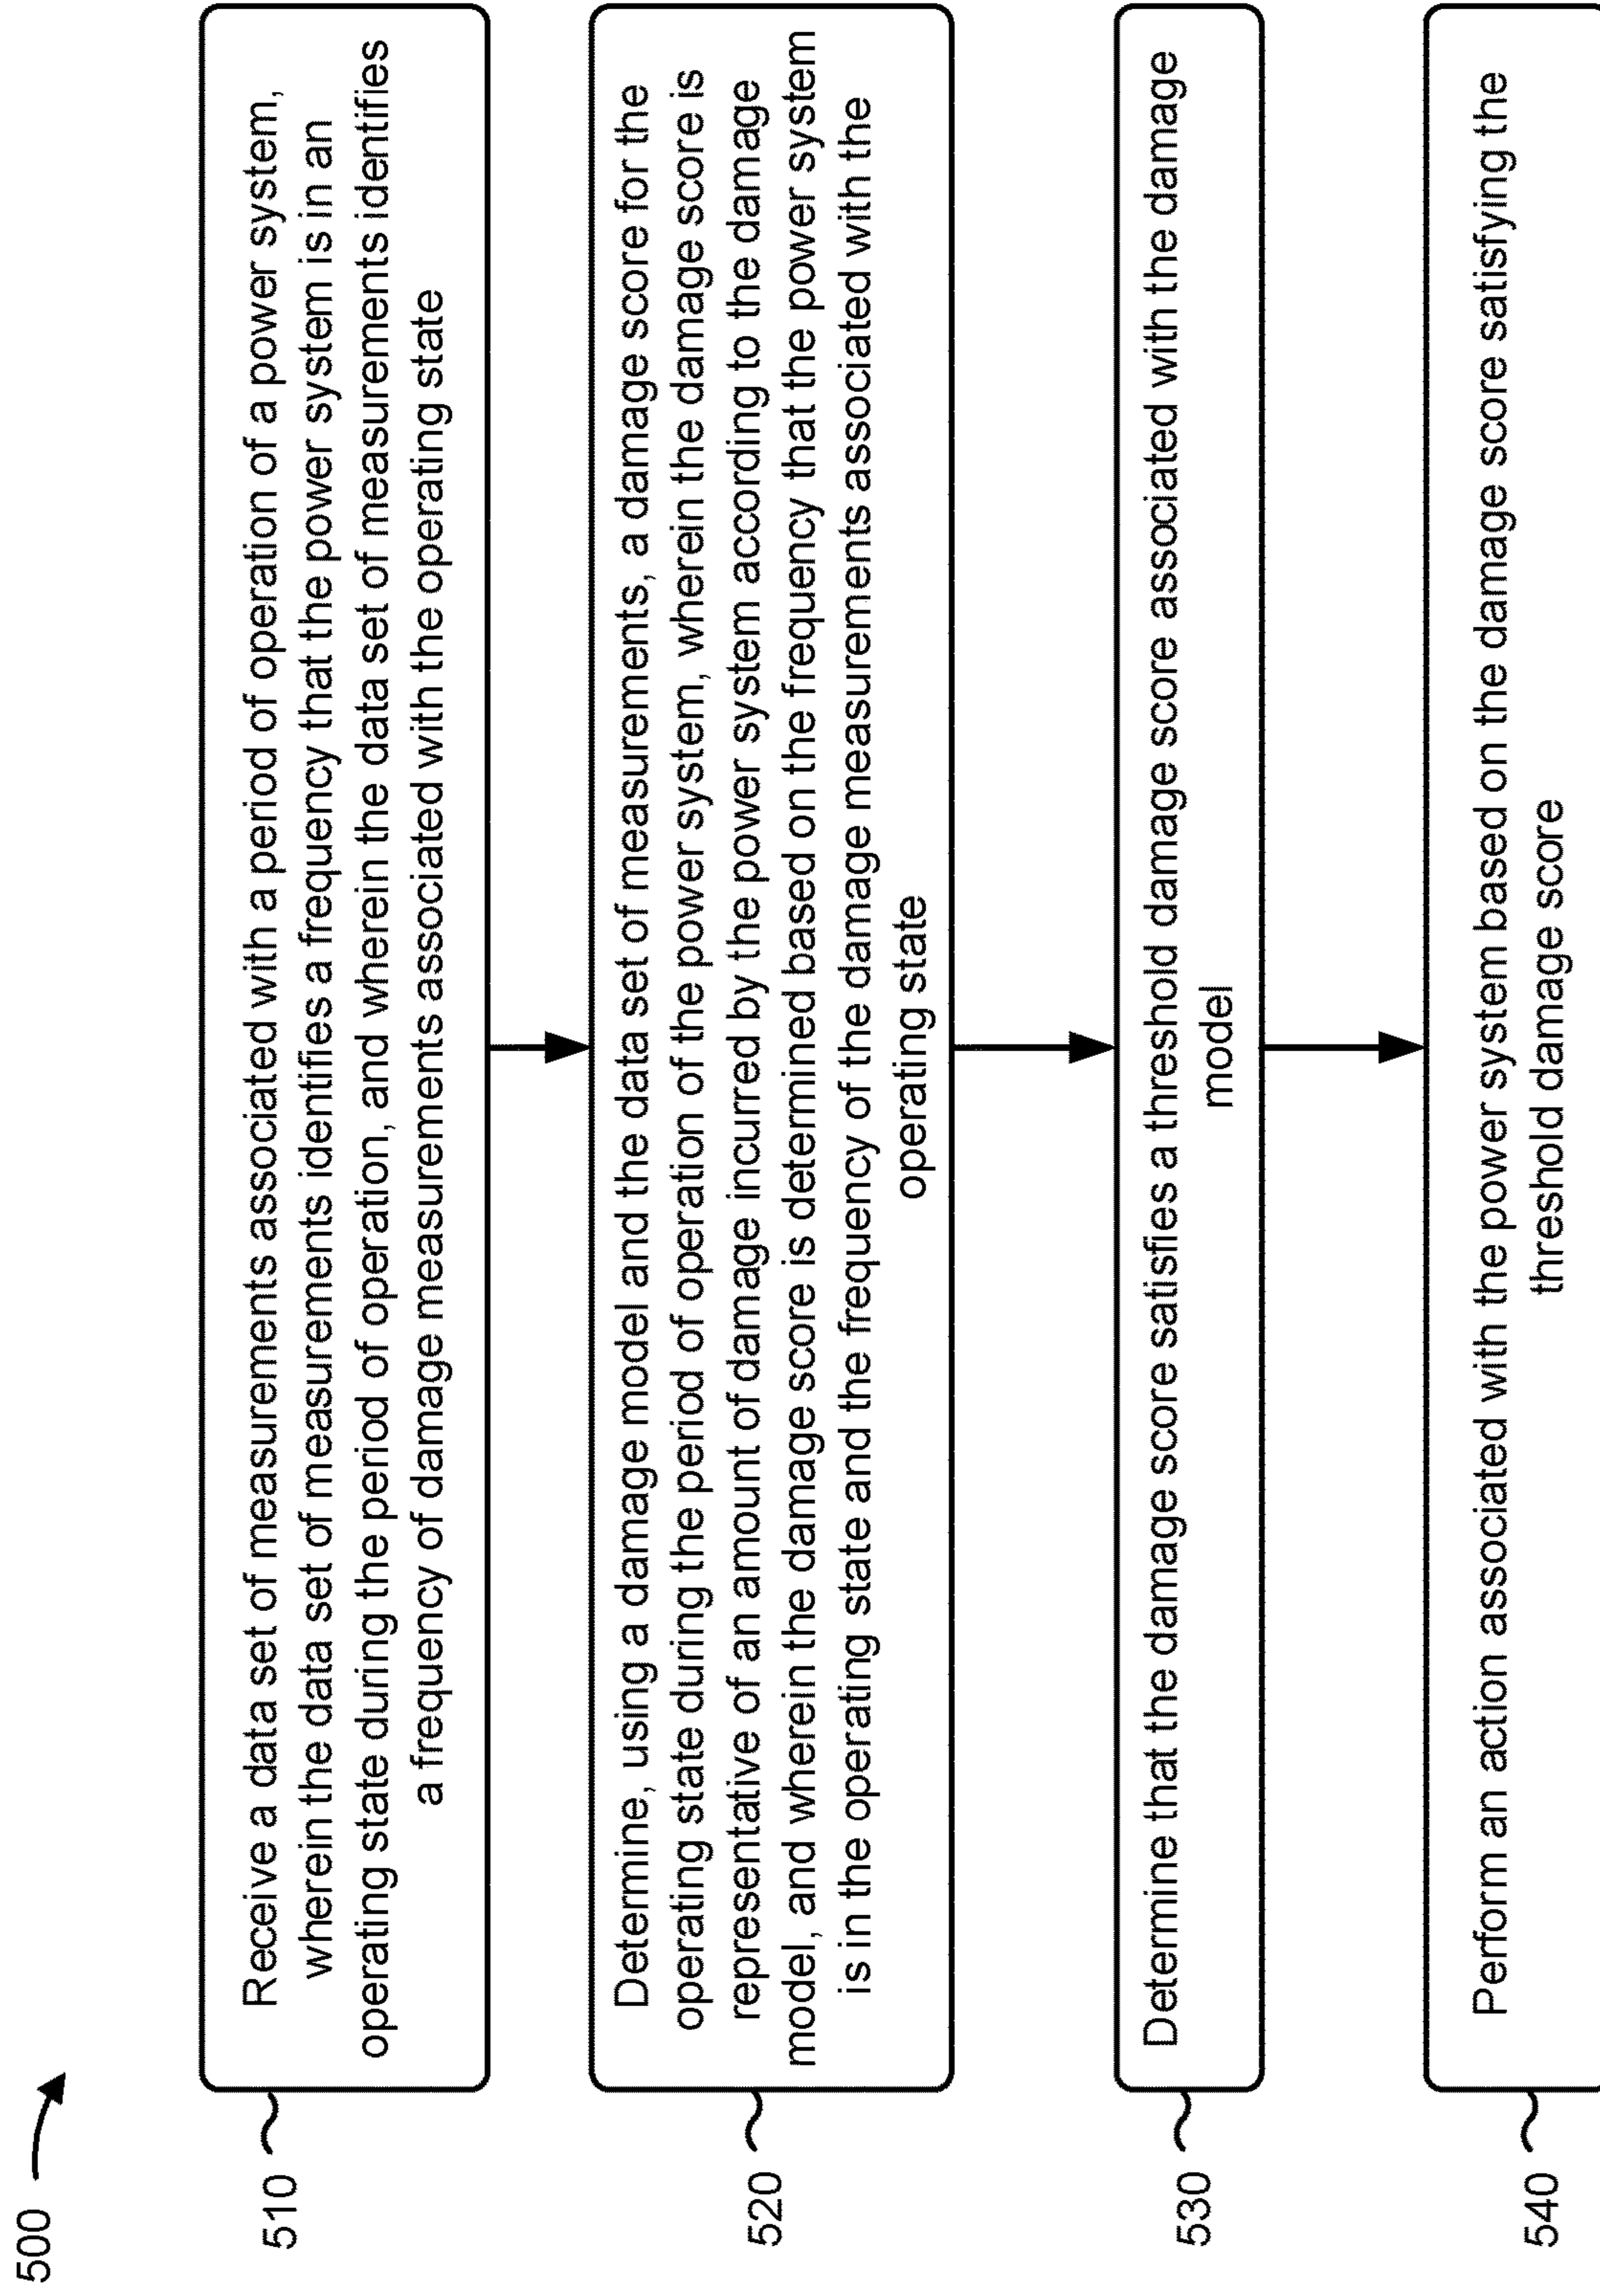 500
510
Receive a data set of measurements associated with a period of operation of a power system,
wherein the data set of measurements identifies a frequency that the power system is in an
operating state during the period of operation, and wherein the data set of measurements identifies
a frequency of damage measurements associated with the operating state
520
Determine, using a damage model and the data set of measurements, a damage score for the
operating state during the period of operation of the power system, wherein the damage score is
representative of an amount of damage incurred by the power system according to the damage
model, and wherein the damage score is determined based on the frequency that the power system
is in the operating state and the frequency of the damage measurements associated with the
operating state
530
Determine that the damage score satisfies a threshold damage score associated with the damage
model
540
Perform an action associated with the power system based on the damage score satisfying the
threshold damage score